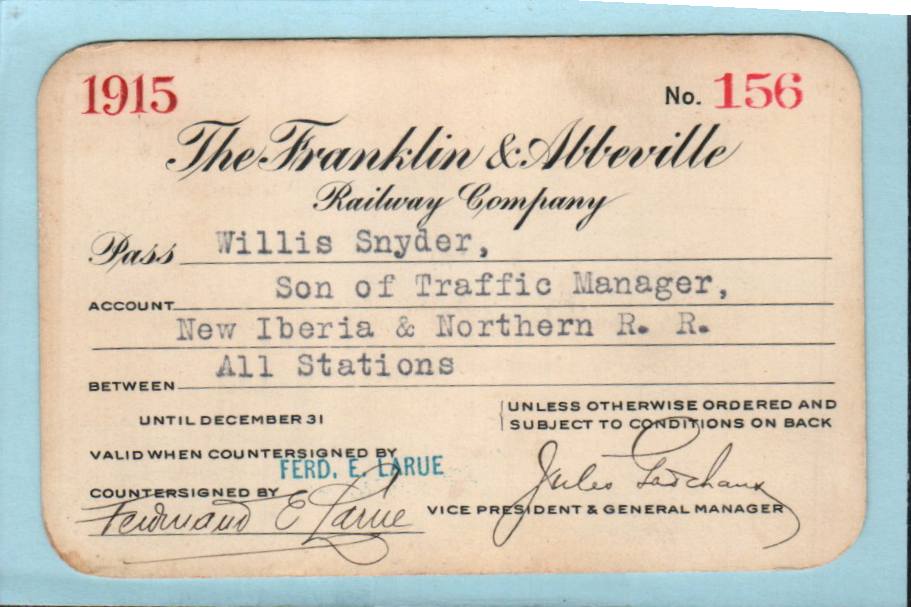 1915 No. 156
The Franklin & Abbeville
Railway Company
Pass Willis Snyder,
ACCOUNT Son of Traffic Manager,
New Iberia & Northern R. R.
BETWEEN All Stations
UNTIL DECEMBER 31
UNLESS OTHERWISE ORDERED AND
SUBJECT TO CONDITIONS ON BACK
VALID WHEN COUNTERSIGNED BY
FERD. E. LARUE
COUNTERSIGNED BY
Ferdinand E Larue
Jules Godchaux
VICE PRESIDENT & GENERAL MANAGER